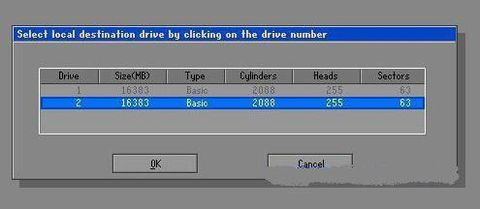 Select local destination drive by clicking on the drive number
Drive Size(MB) Type Cylinders Heads Sectors
1 16383 Basic 2088 255 63
2 16383 Basic 2088 255 63
OK Cancel